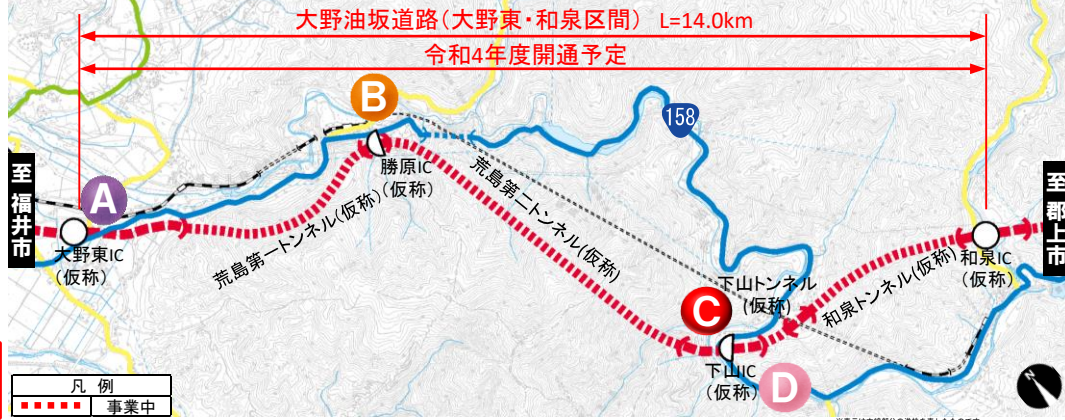 大野油坂道路（大野東・和泉区間） L=14.0km
令和4年度開通予定
B
158
至 福井市
A
勝原IC
（仮称）
荒島第二トンネル(仮称)
至 郡上市
大野東IC
（仮称）
荒島第一トンネル(仮称)
下山トンネル
(仮称)
和泉トンネル(仮称)
和泉IC
（仮称）
C
下山IC
（仮称）
D
凡 例
事業中
N